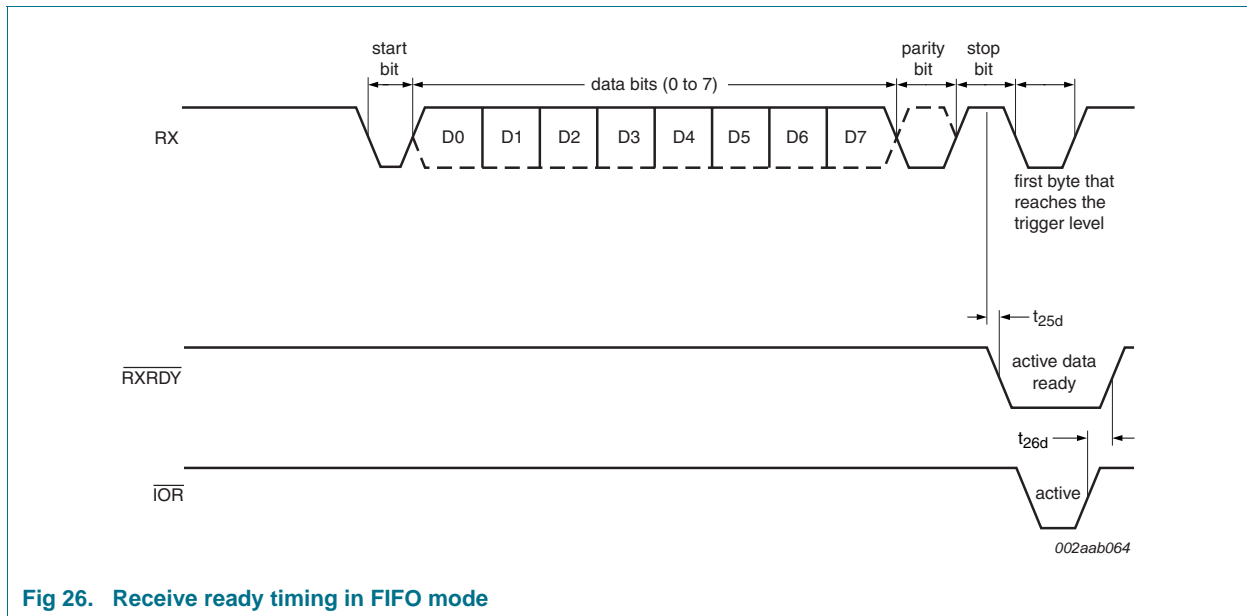 start bit
data bits (0 to 7)
parity bit
stop bit
RX
D0 D1 D2 D3 D4 D5 D6 D7
first byte that
reaches the
trigger level
t25d
RXRDY
active data
ready
t26d
IOR
active
002aab064
Fig 26. Receive ready timing in FIFO mode